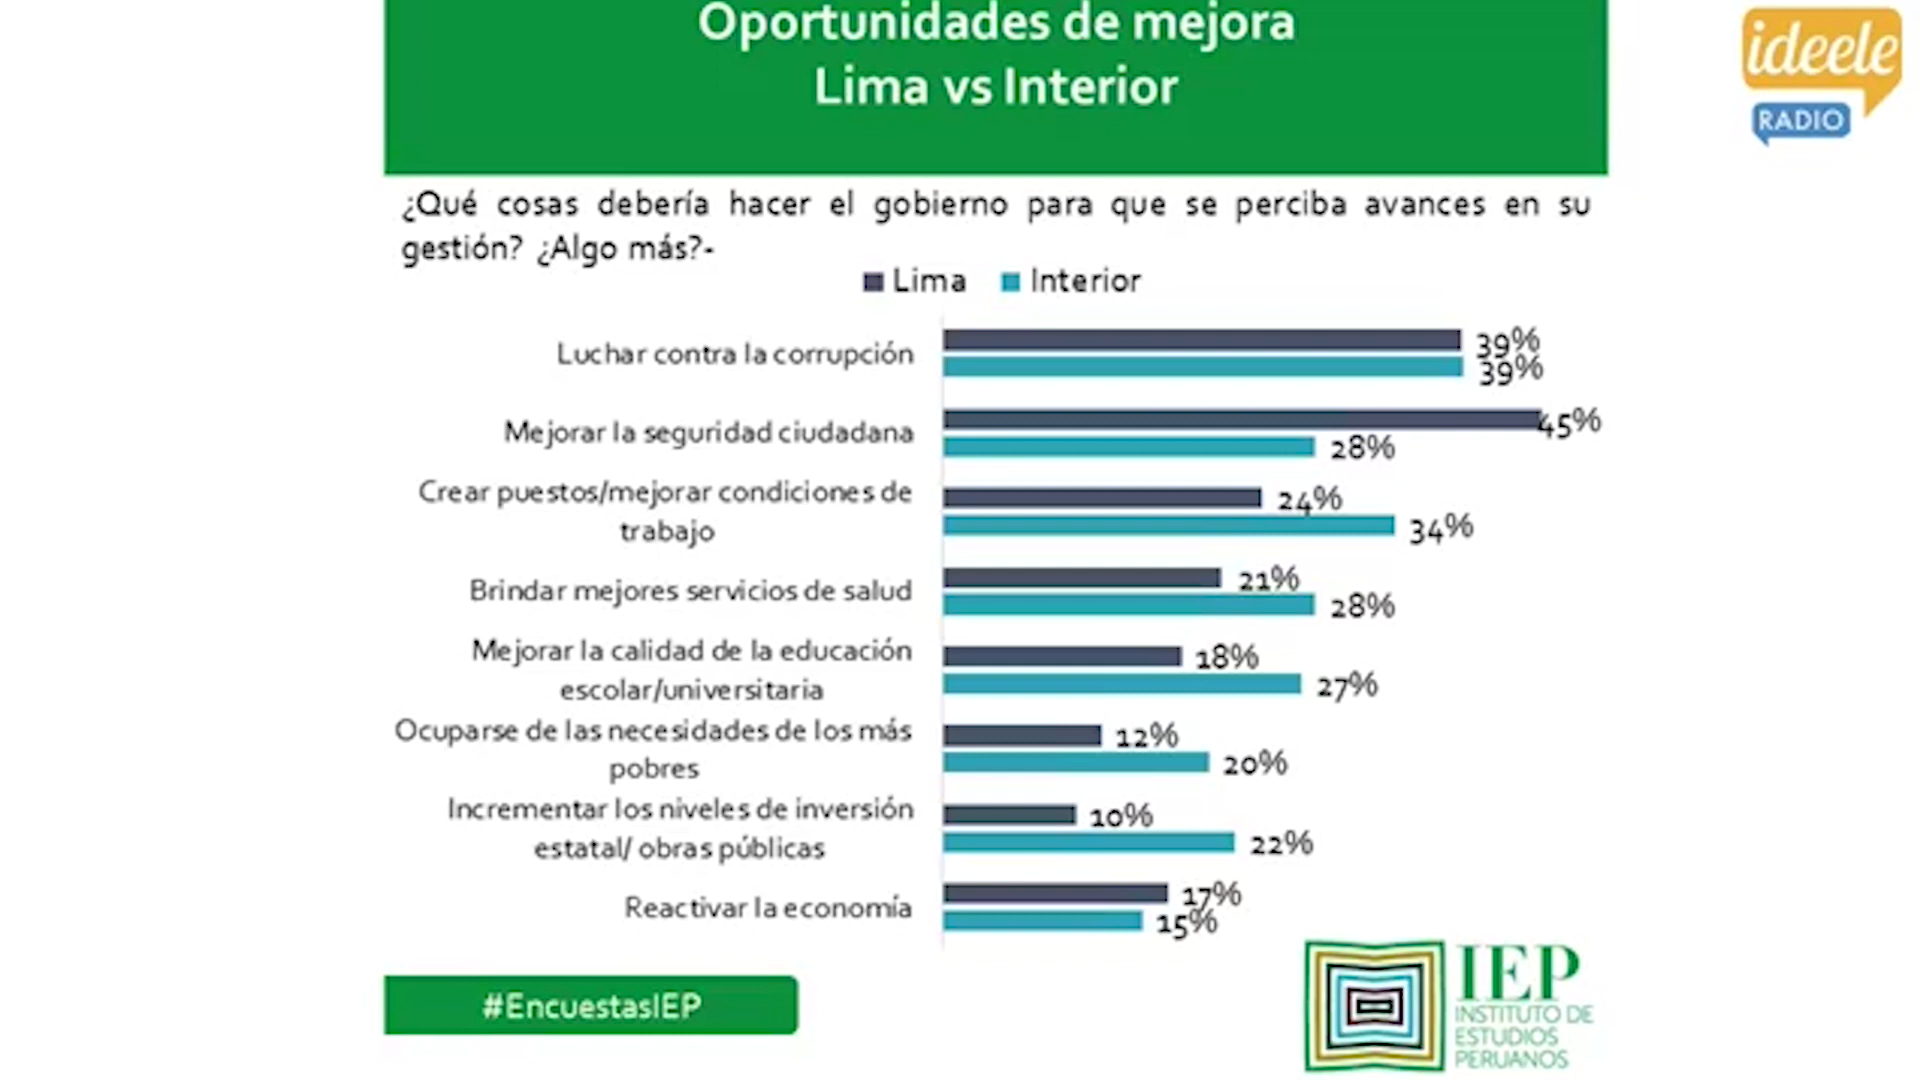 Oportunidades de mejora
Lima vs Interior
ideele
RADIO
¿Qué cosas debería hacer el gobierno para que se perciba avances en su
gestión? ¿Algo más?-
Lima Interior
Luchar contra la corrupción
39%
39%
Mejorar la seguridad ciudadana
45%
28%
Crear puestos/mejorar condiciones de
trabajo
24%
34%
Brindar mejores servicios de salud
21%
28%
Mejorar la calidad de la educación
escolar/universitaria
18%
27%
Ocuparse de las necesidades de los más
pobres
12%
20%
Incrementar los niveles de inversión
estatal/ obras públicas
10%
22%
Reactivar la economía
17%
15%
#EncuestasIEP
IEP
INSTITUTO DE
ESTUDIOS
PERUANOS